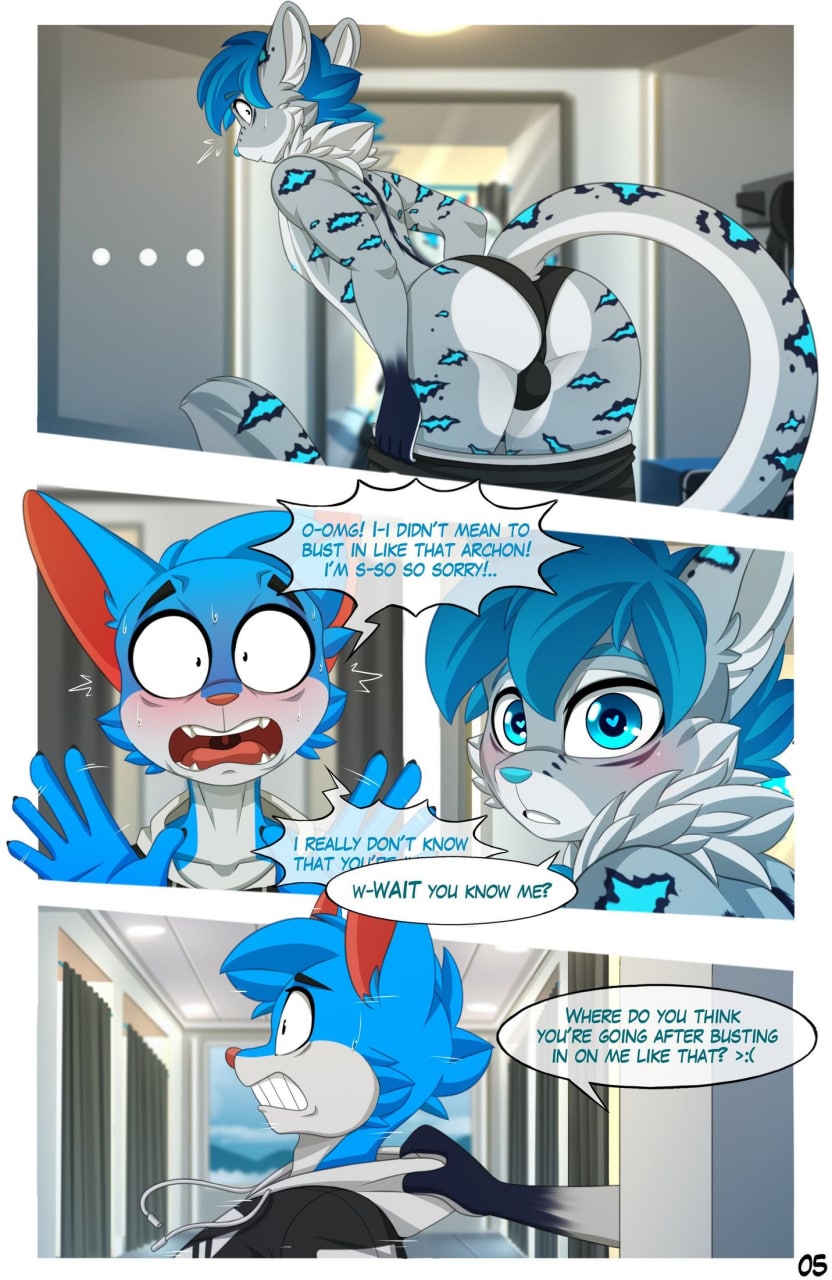 ...
O-OMG! I-I DIDN'T MEAN TO
BUST IN LIKE THAT ARCHON!
I'M S-SO SO SORRY!..
I REALLY DON'T KNOW
THAT YOU'RE
W-WAIT YOU KNOW ME?
WHERE DO YOU THINK
YOU'RE GOING AFTER BUSTING
IN ON ME LIKE THAT? >:(
05